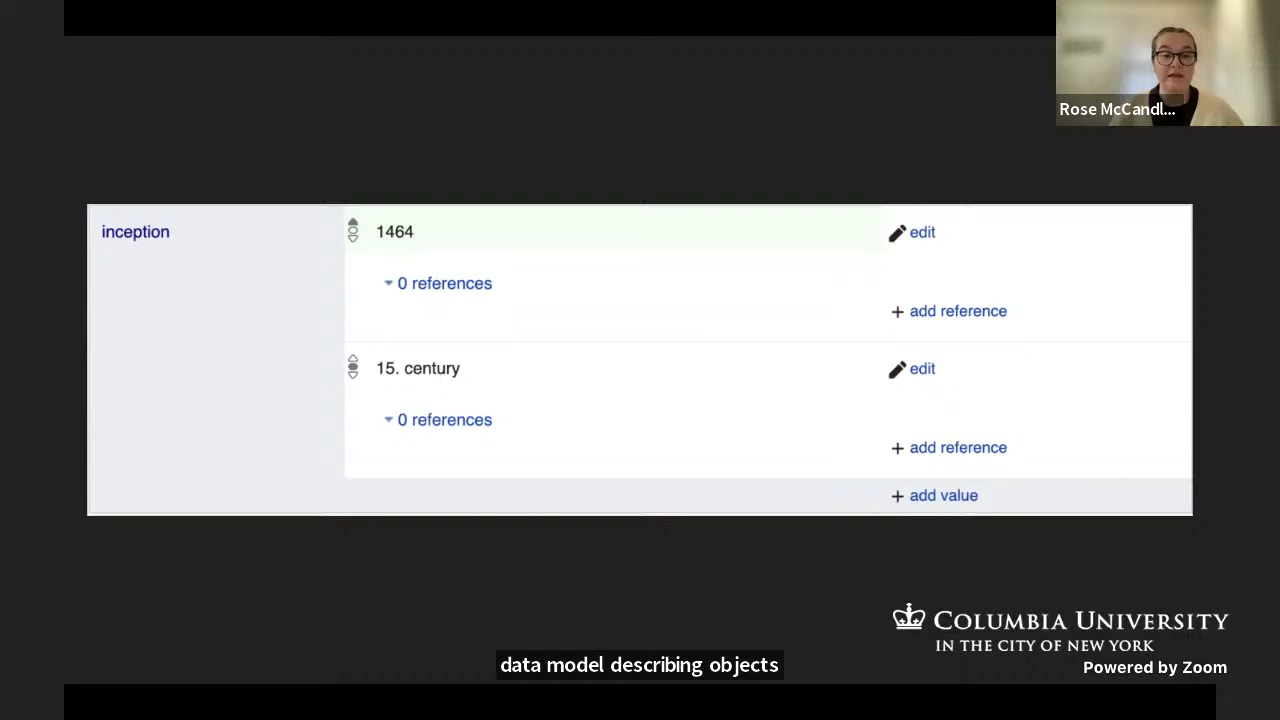 Rose McCandl...
inception
1464
edit
0 references
+ add reference
15. century
edit
0 references
+ add reference
+ add value
COLUMBIA UNIVERSITY
IN THE CITY OF NEW YORK
data model describing objects
Powered by Zoom